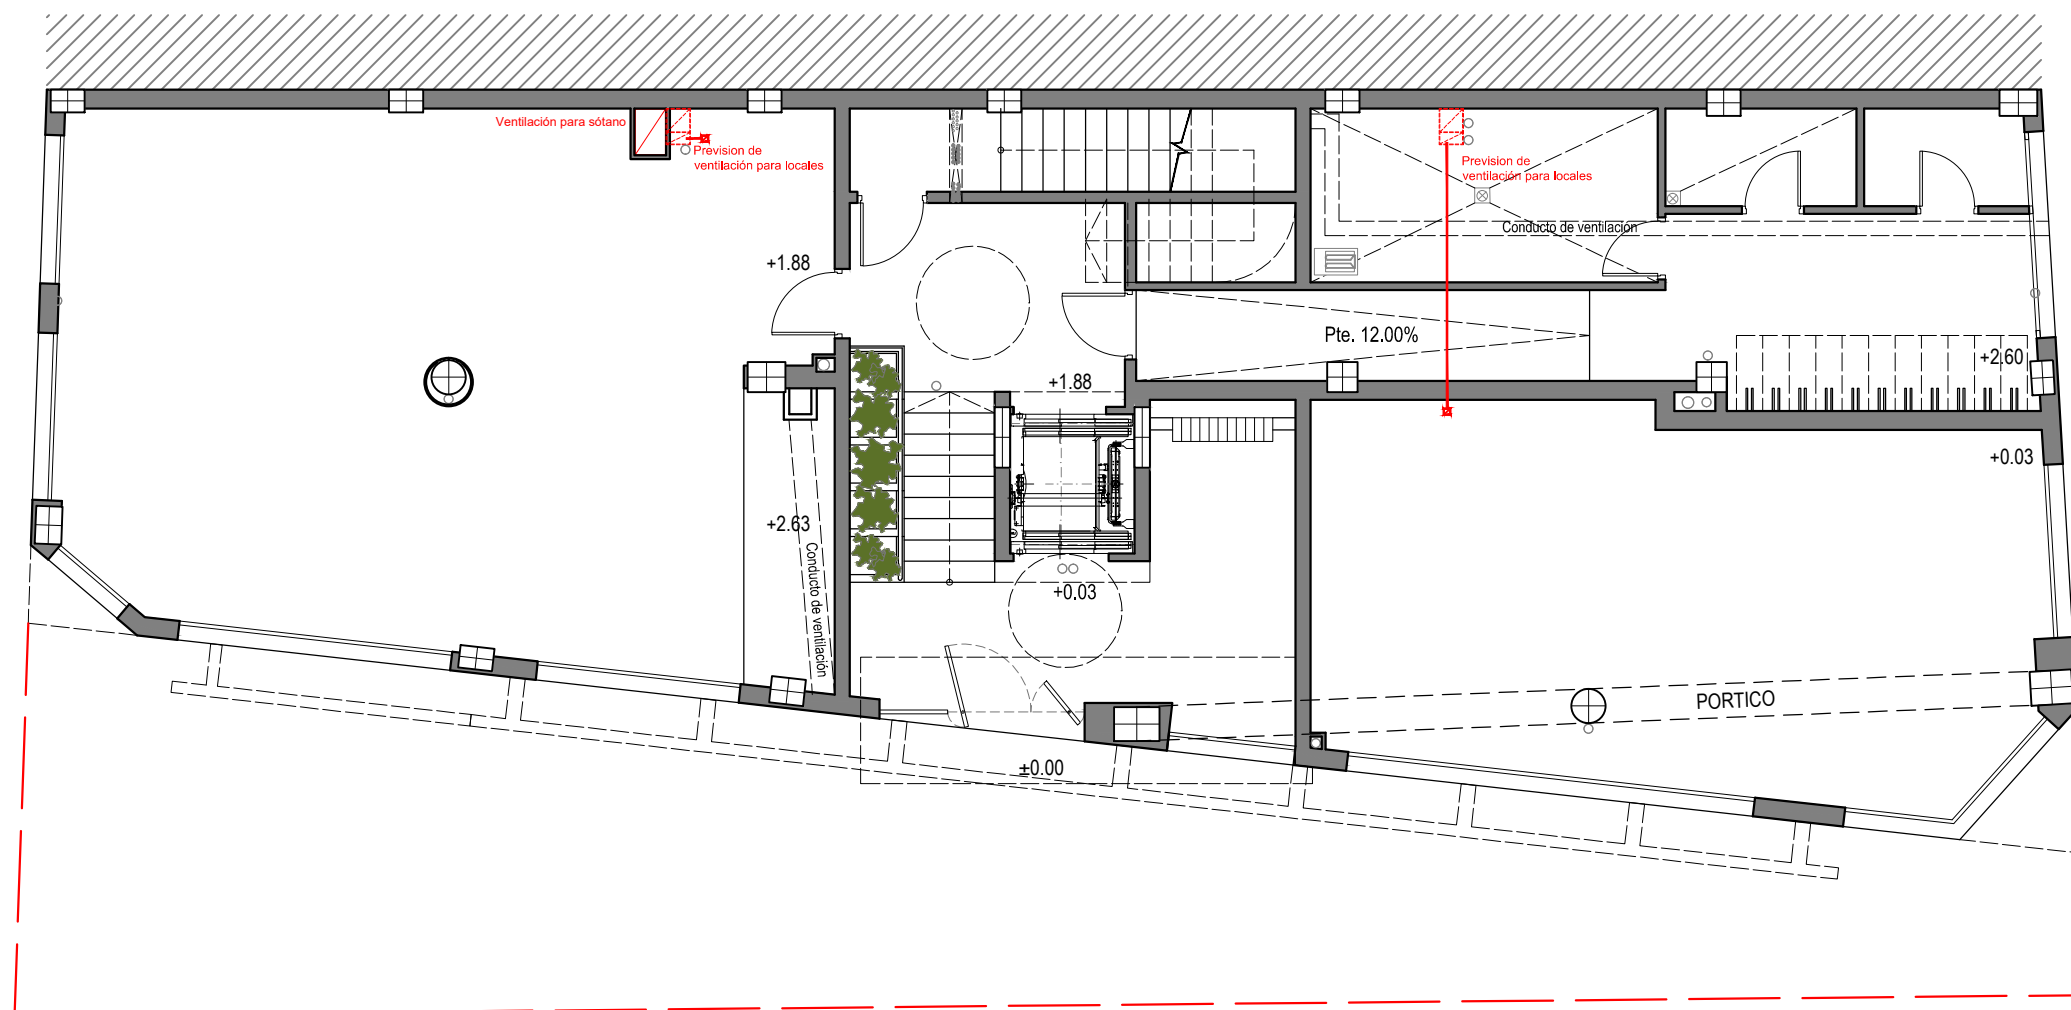 Ventilación para sótano
Prevision de
ventilación para locales
Prevision de
ventilación para locales
Conducto de ventilación
+1.88
Pte. 12.00%
+2.60
+1.88
+0.03
+2.63
Conducto de ventilación
+0.03
PORTICO
±0.00